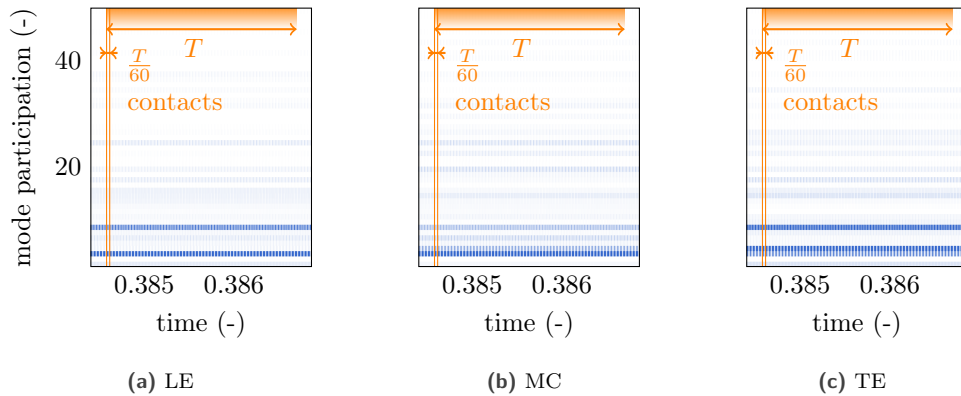 mode participation (-)
40
20
T
T/60
contacts
0.385 0.386
time (-)
(a) LE
T
T/60
contacts
0.385 0.386
time (-)
(b) MC
T
T/60
contacts
0.385 0.386
time (-)
(c) TE